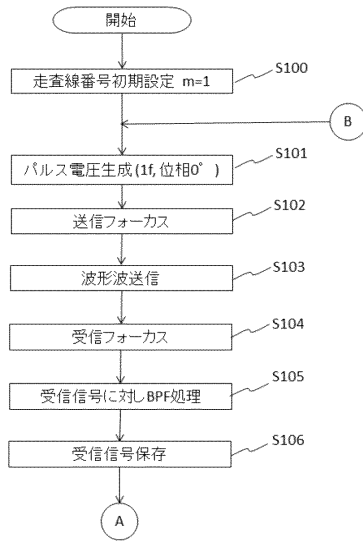 開始
走査線番号初期設定 m=1
S100
B
パルス電圧生成(1f, 位相0°)
S101
送信フォーカス
S102
波形波送信
S103
受信フォーカス
S104
受信信号に対しBPF処理
S105
受信信号保存
S106
A